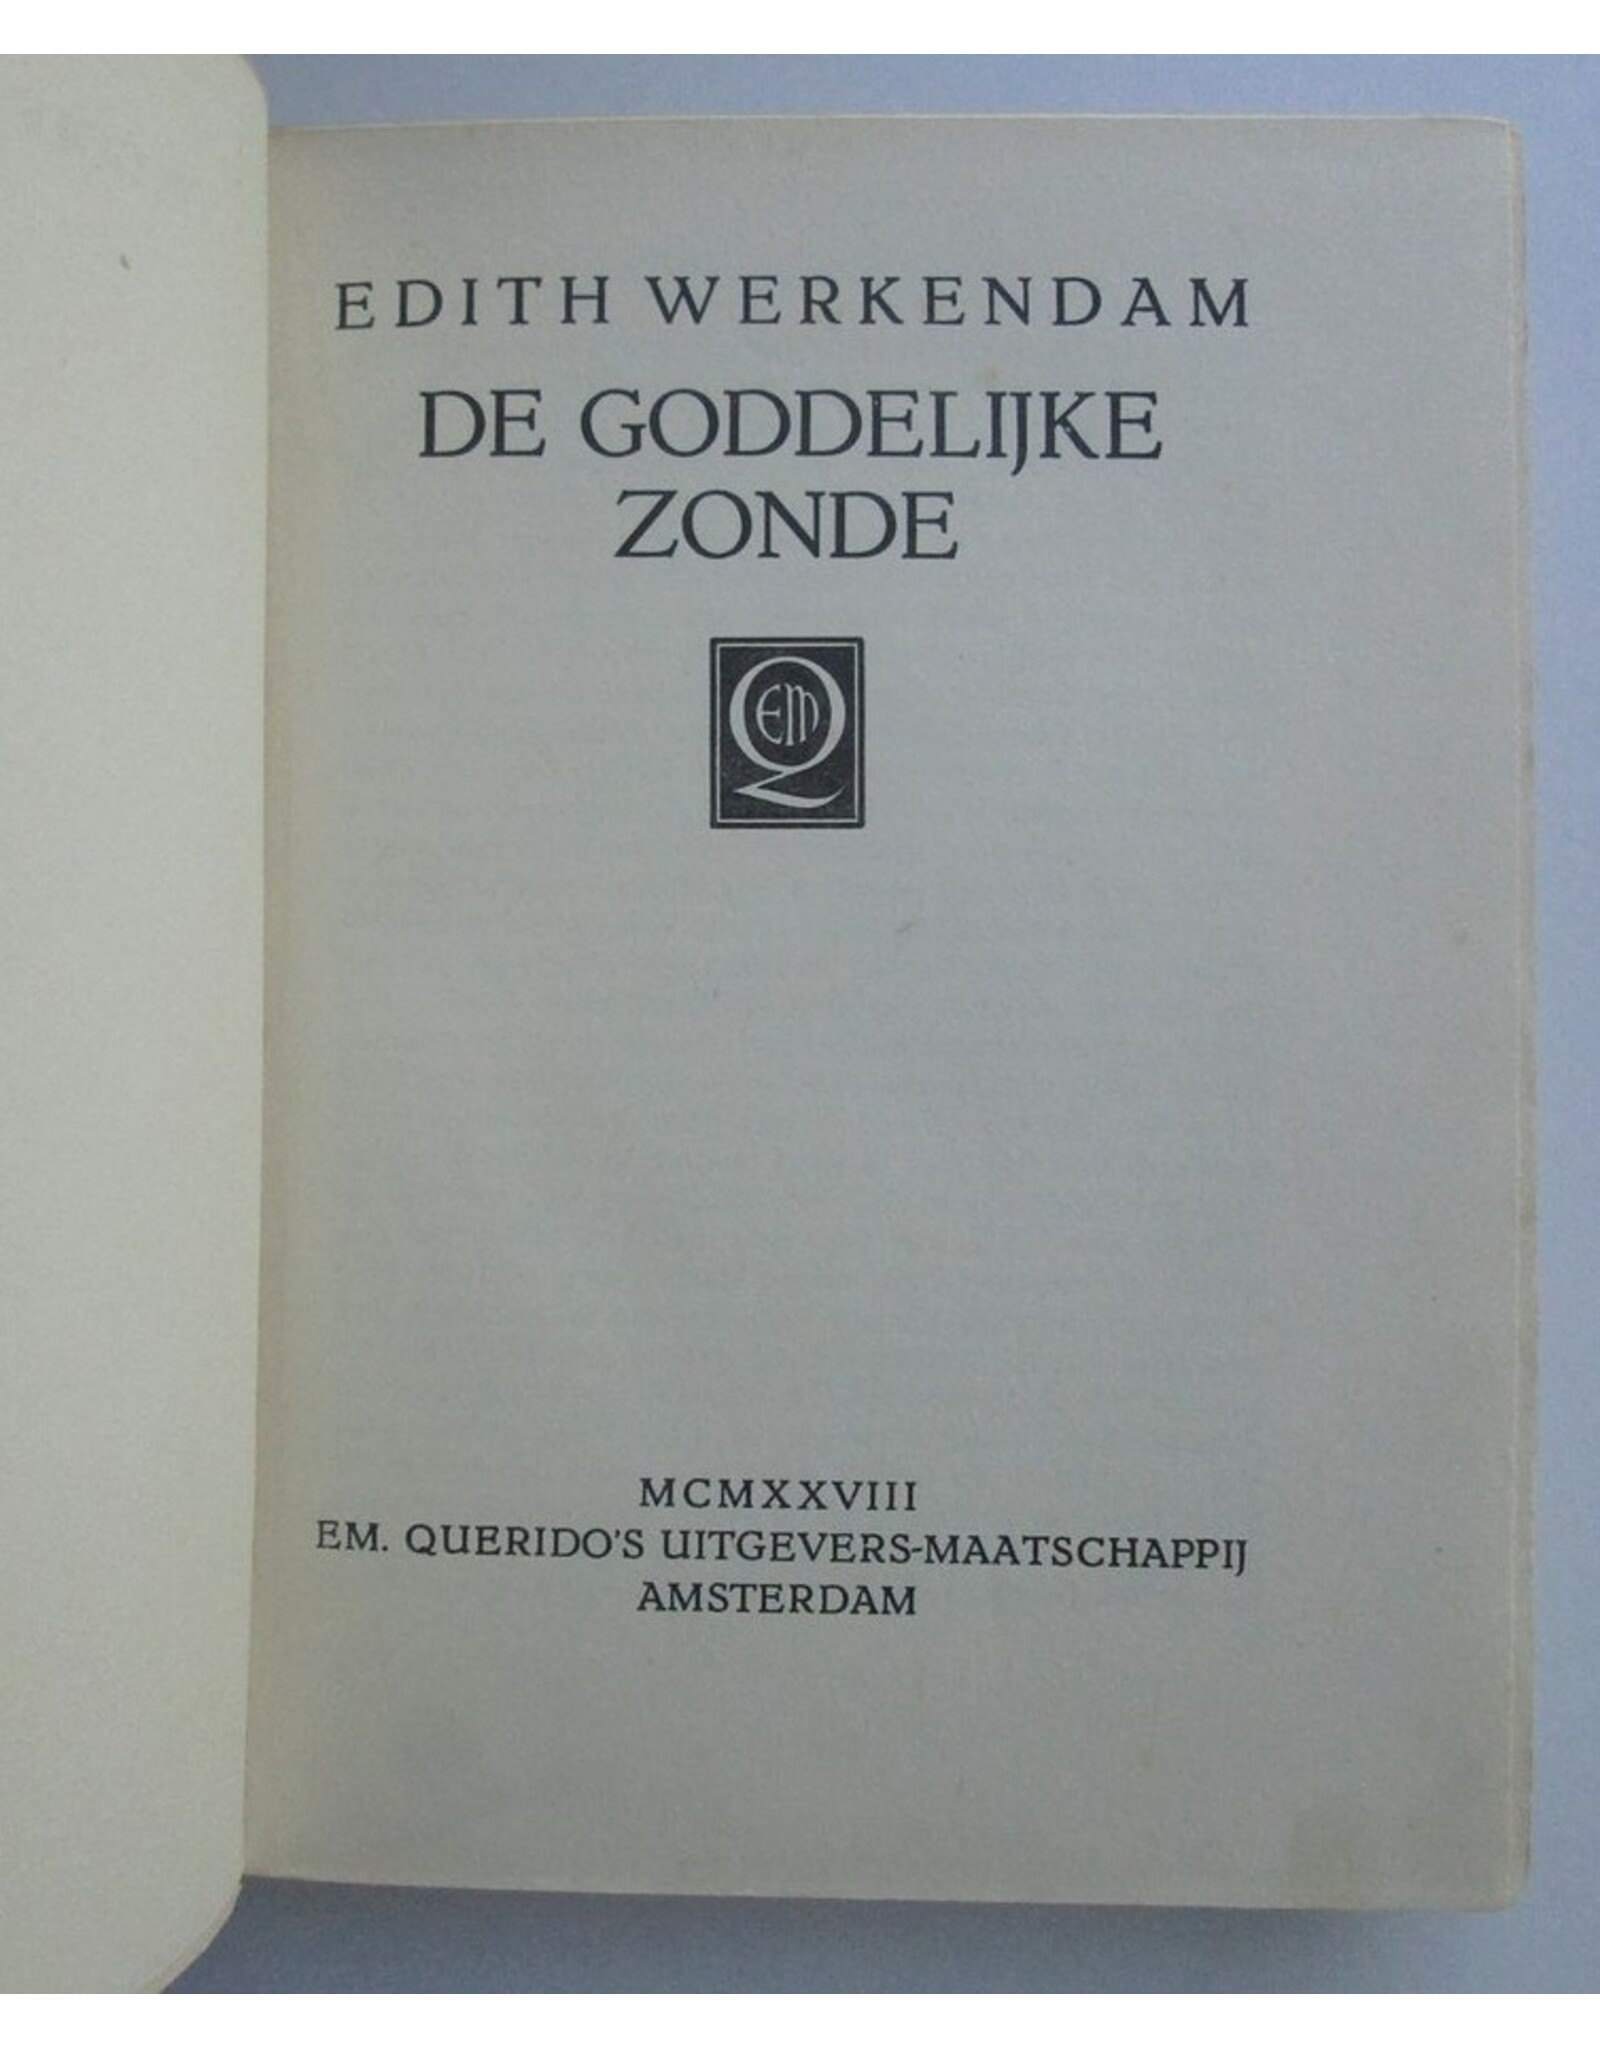 EDITH WERKENDAM
DE GODDELIJKE
ZONDE
EM
Q
MCMXXVIII
EM. QUERIDO'S UITGEVERS-MAATSCHAPPIJ
AMSTERDAM